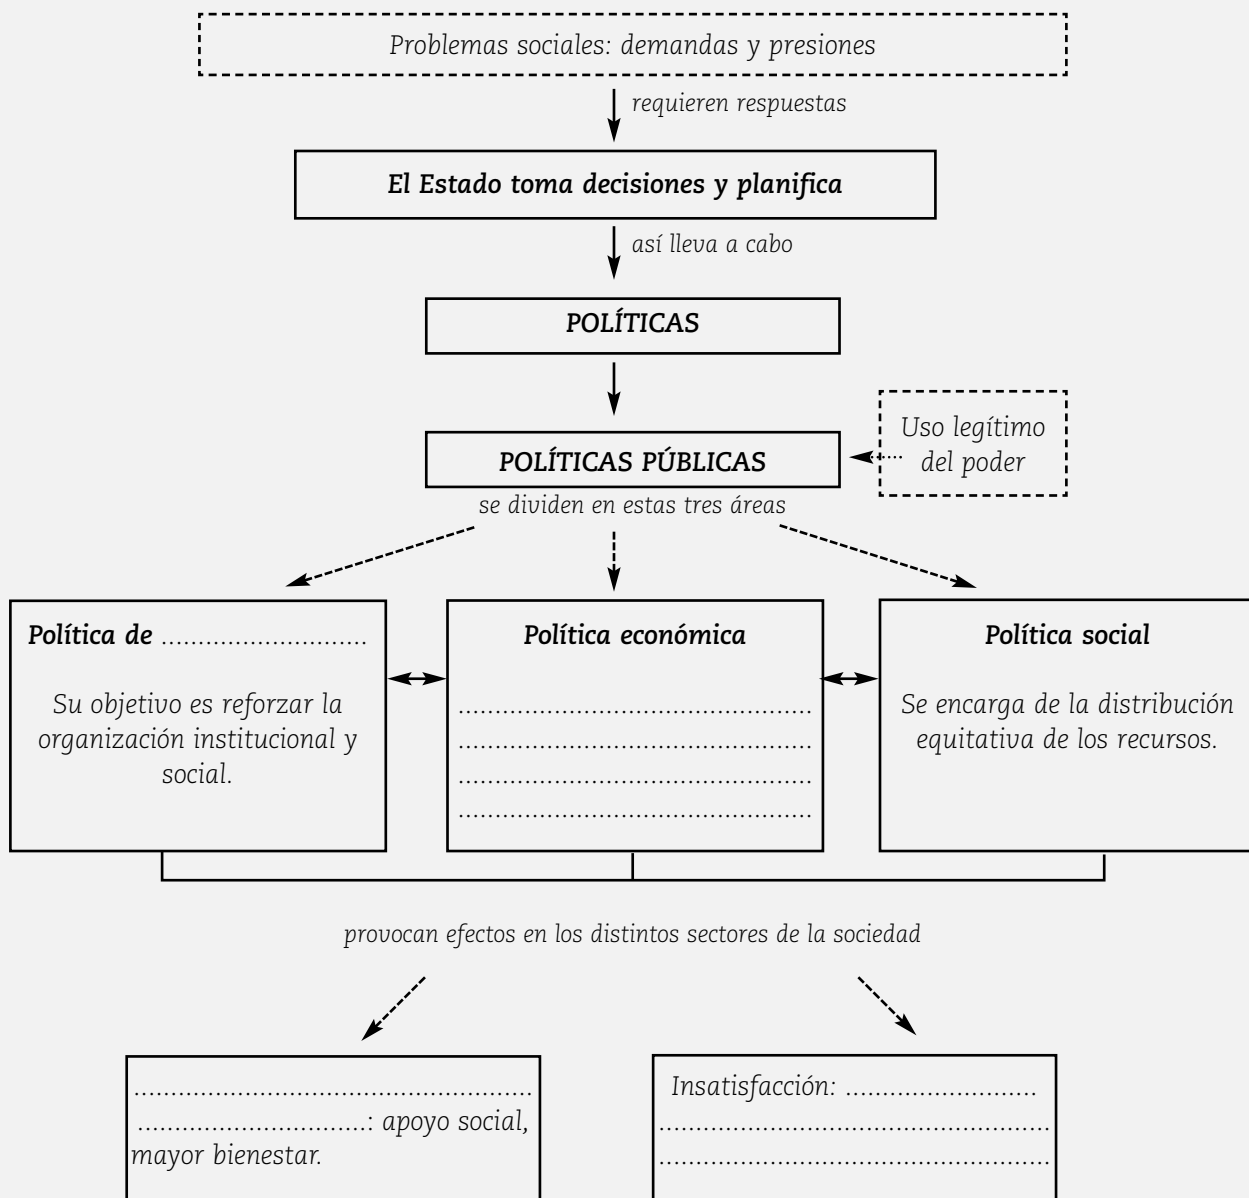 Problemas sociales: demandas y presiones
requieren respuestas
El Estado toma decisiones y planifica
así lleva a cabo
POLÍTICAS
Uso legítimo
del poder
POLÍTICAS PÚBLICAS
se dividen en estas tres áreas
Política de ............................
Su objetivo es reforzar la
organización institucional y
social.
Política económica
................................................
................................................
................................................
................................................
Política social
Se encarga de la distribución
equitativa de los recursos.
provocan efectos en los distintos sectores de la sociedad
......................................................
...............................: apoyo social,
mayor bienestar.
Insatisfacción: ..........................
.....................................................
.....................................................